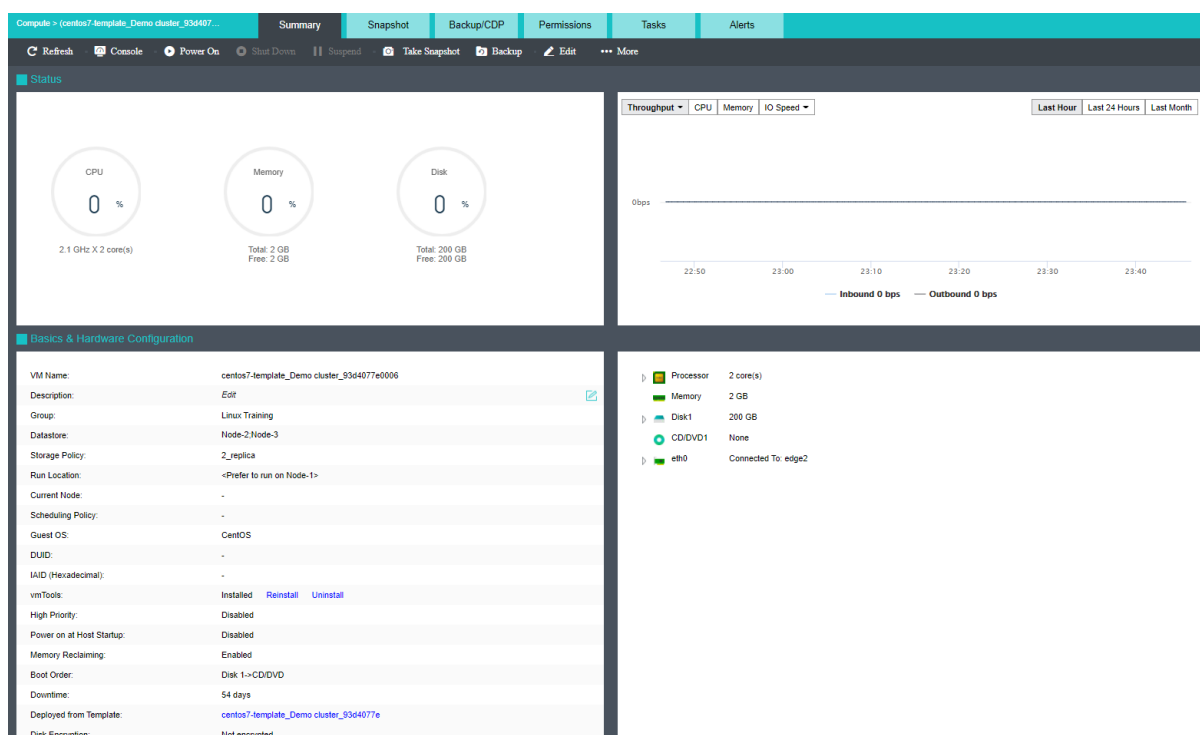 Compute > (centos7-template_Demo cluster_93d407... Summary Snapshot Backup/CDP Permissions Tasks Alerts
Refresh Console Power On Shut Down Suspend Take Snapshot Backup Edit ••• More
Status
CPU
0 %
2.1 GHz X 2 core(s)
Memory
0 %
Total: 2 GB
Free: 2 GB
Disk
0 %
Total: 200 GB
Free: 200 GB
Throughput CPU Memory IO Speed Last Hour Last 24 Hours Last Month
0bps
22:50 23:00 23:10 23:20 23:30 23:40
Inbound 0 bps Outbound 0 bps
Basics & Hardware Configuration
VM Name: centos7-template_Demo cluster_93d4077e0006
Description: Edit
Group: Linux Training
Datastore: Node-2;Node-3
Storage Policy: 2_replica
Run Location: <Prefer to run on Node-1>
Current Node: -
Scheduling Policy: -
Guest OS: CentOS
DUID: -
IAID (Hexadecimal): -
vmTools: Installed Reinstall Uninstall
High Priority: Disabled
Power on at Host Startup: Disabled
Memory Reclaiming: Enabled
Boot Order: Disk 1->CD/DVD
Downtime: 54 days
Deployed from Template: centos7-template_Demo cluster_93d4077e
Disk Encryption: Not encrypted
Processor 2 core(s)
Memory 2 GB
Disk1 200 GB
CD/DVD1 None
eth0 Connected To: edge2